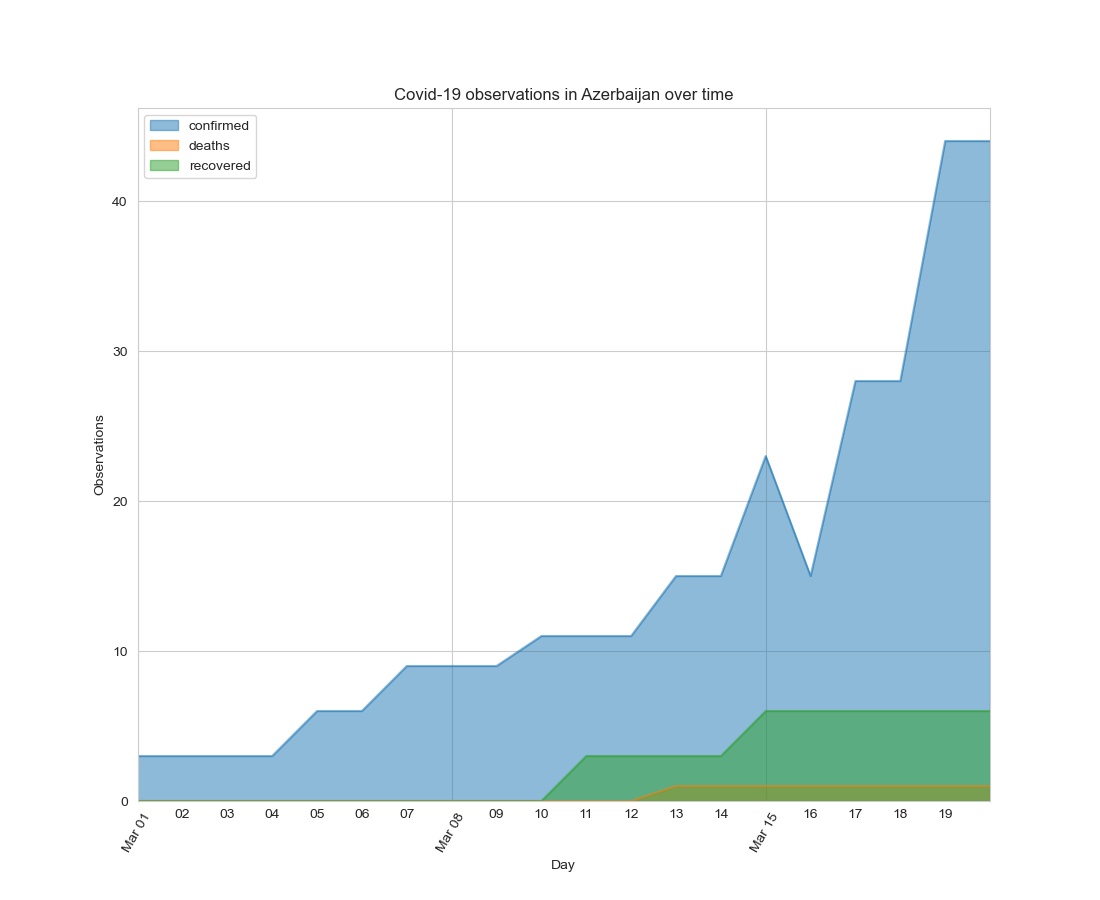 Covid-19 observations in Azerbaijan over time
confirmed
deaths
recovered
40
30
20
10
0
Observations
Mar 01
02
03
04
05
06
07
Mar 08
09
10
11
12
13
14
Mar 15
16
17
18
19
Day